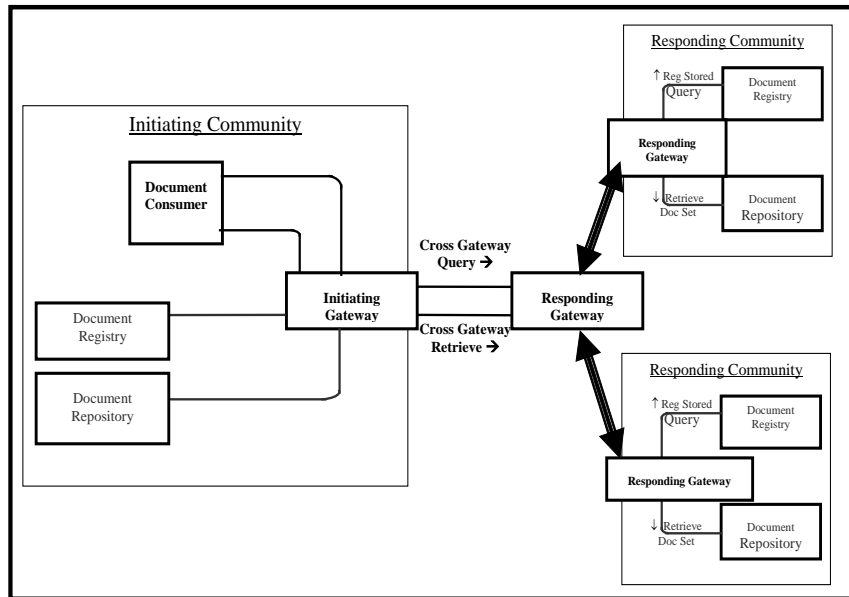 Initiating Community
Document
Consumer
Initiating
Gateway
Document
Registry
Document
Repository
Cross Gateway
Query →
Cross Gateway
Retrieve →
Responding
Gateway
Responding Community
↑ Reg Stored
Query
Document
Registry
Responding
Gateway
↓ Retrieve
Doc Set
Document
Repository
Responding Community
↑ Reg Stored
Query
Document
Registry
Responding Gateway
↓ Retrieve
Doc Set
Document
Repository